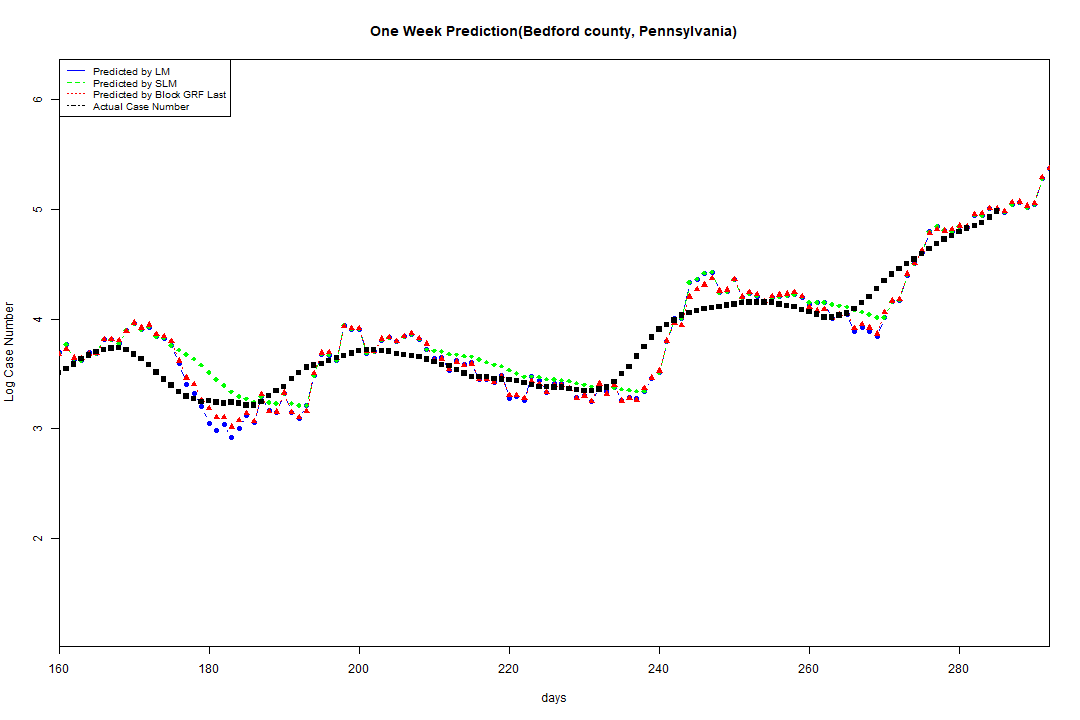 One Week Prediction(Bedford county, Pennsylvania)
Predicted by LM
Predicted by SLM
Predicted by Block GRF Last
Actual Case Number
6
5
4
3
2
Log Case Number
160 180 200 220 240 260 280
days